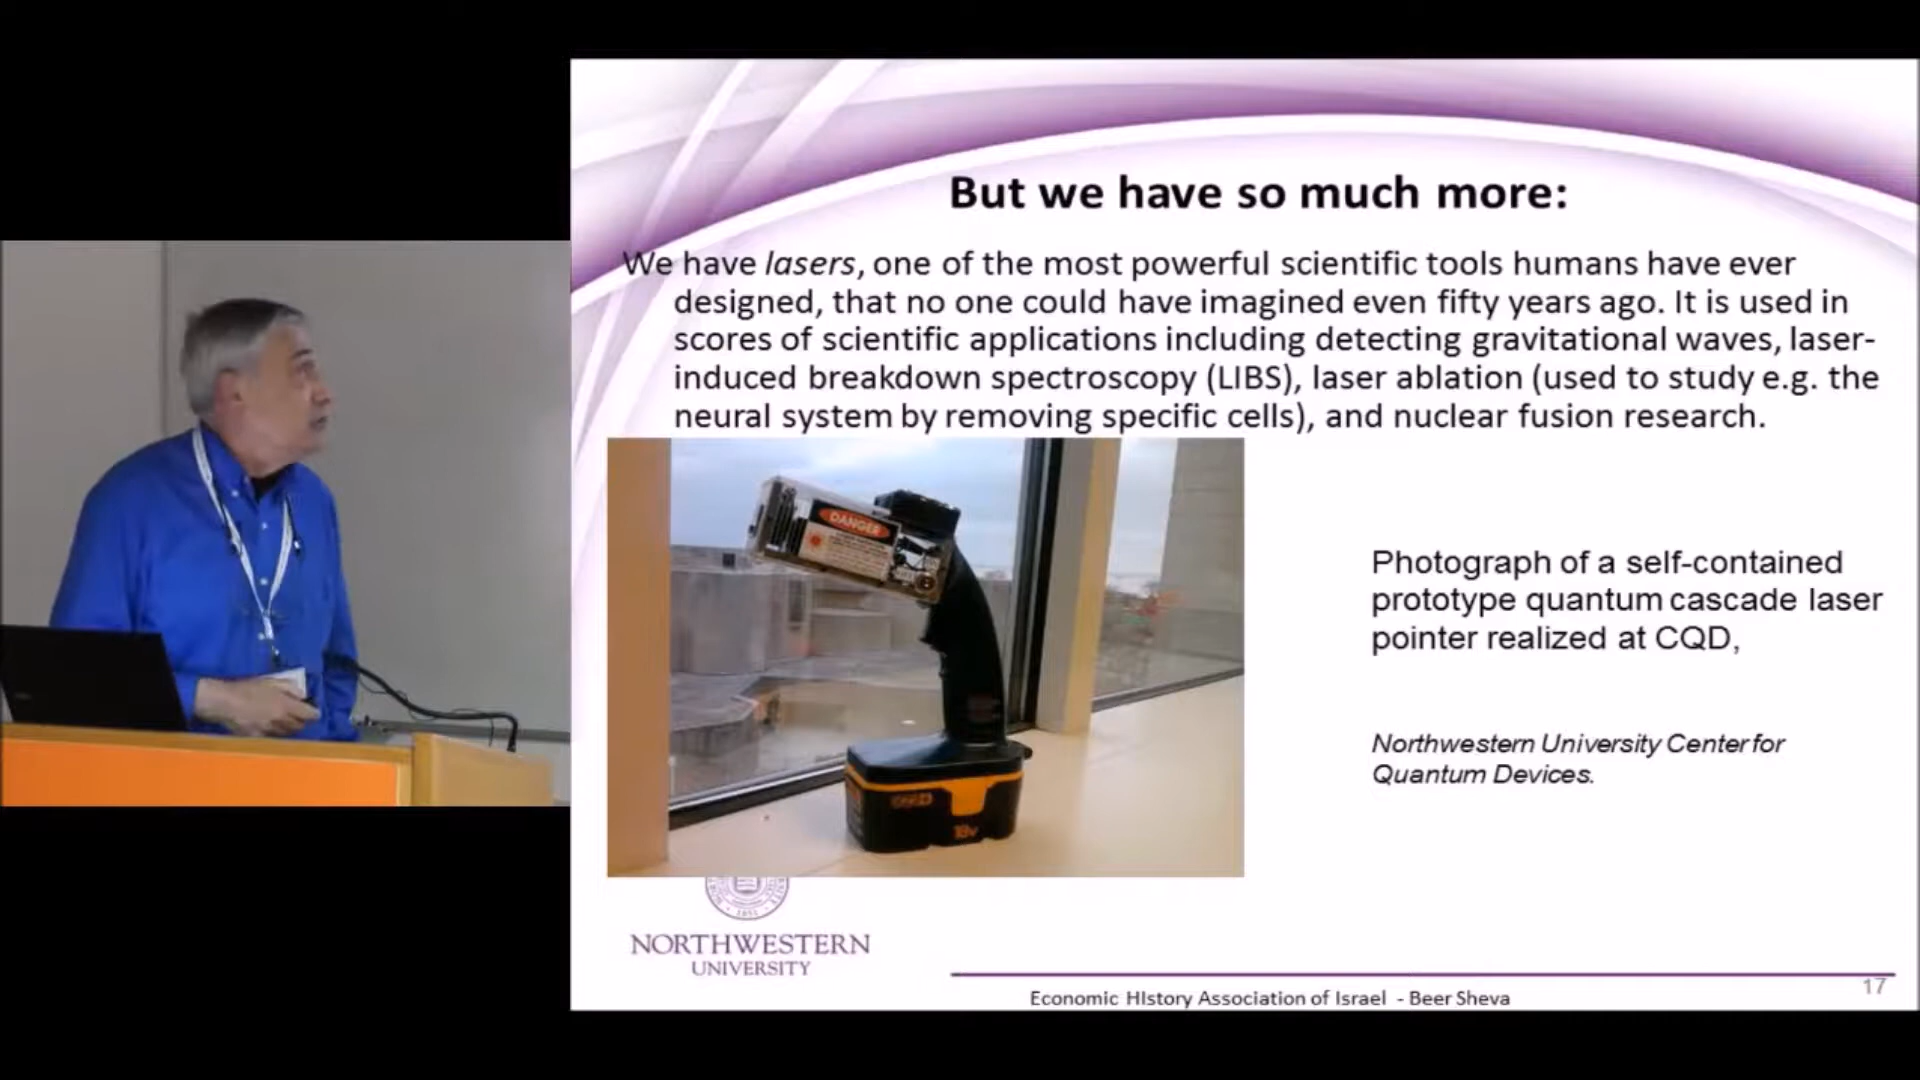 But we have so much more:
We have lasers, one of the most powerful scientific tools humans have ever
designed, that no one could have imagined even fifty years ago. It is used in
scores of scientific applications including detecting gravitational waves, laser-
induced breakdown spectroscopy (LIBS), laser ablation (used to study e.g. the
neural system by removing specific cells), and nuclear fusion research.
DANGER
18v
Photograph of a self-contained
prototype quantum cascade laser
pointer realized at CQD,
Northwestern University Center for
Quantum Devices.
1851
NORTHWESTERN
UNIVERSITY
Economic HIstory Association of Israel - Beer Sheva
17